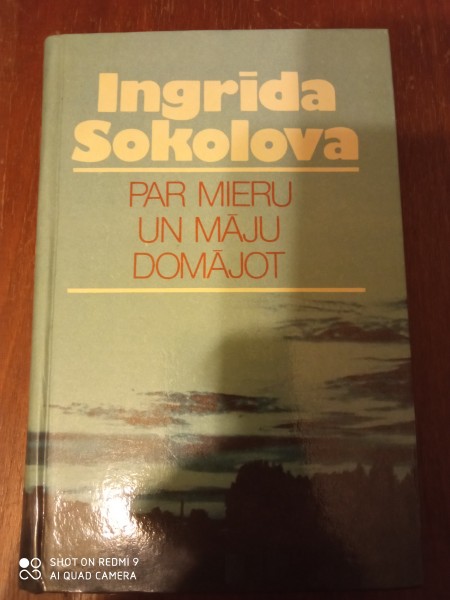 Ingrīda
Sokolova
PAR MIERU
UN MĀJU
DOMĀJOT
SHOT ON REDMI 9
AI QUAD CAMERA